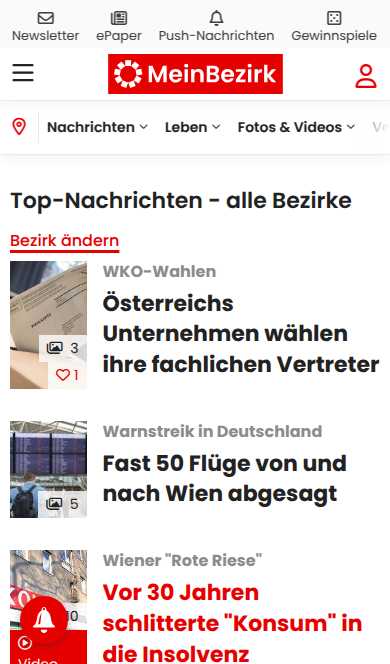 Newsletter ePaper Push-Nachrichten Gewinnspiele
MeinBezirk
Nachrichten Leben Fotos & Videos
Top-Nachrichten - alle Bezirke
Bezirk ändern
WKO-Wahlen
Österreichs
Unternehmen wählen
ihre fachlichen Vertreter
3
1
Warnstreik in Deutschland
Fast 50 Flüge von und
nach Wien abgesagt
5
Wiener "Rote Riese"
Vor 30 Jahren
schlitterte "Konsum" in
die Insolvenz
10
Video